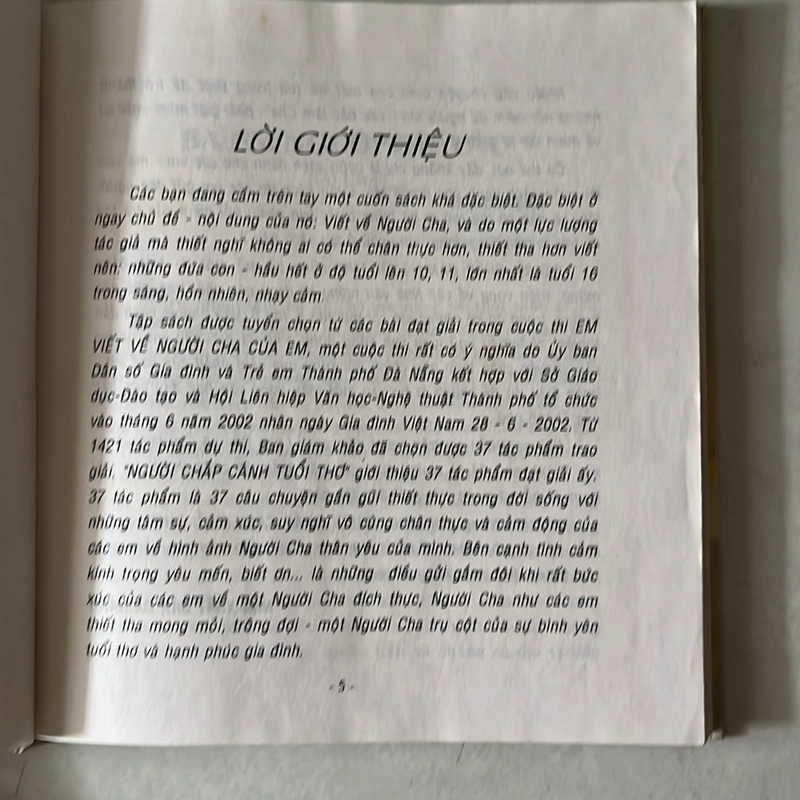 LỜI GIỚI THIỆU
Các bạn đang cầm trên tay một cuốn sách khá đặc biệt. Đặc biệt ở
ngay chủ đề - nội dung của nó: Viết về Người Cha, và do một lực lượng
tác giả mà thiết nghĩ không ai có thể chân thực hơn, thiết tha hơn viết
nên: những đứa con - hầu hết ở độ tuổi lên 10, 11, lớn nhất là tuổi 16
trong sáng, hồn nhiên, nhạy cảm.
Tập sách được tuyển chọn từ các bài đạt giải trong cuộc thi EM
VIẾT VỀ NGƯỜI CHA CỦA EM, một cuộc thi rất có ý nghĩa do Ủy ban
Dân số Gia đình và Trẻ em Thành phố Đà Nẵng kết hợp với Sở Giáo
dục-Đào tạo và Hội Liên hiệp Văn học-Nghệ thuật Thành phố tổ chức
vào tháng 6 năm 2002 nhân ngày Gia đình Việt Nam 28 - 6 - 2002. Từ
1421 tác phẩm dự thi, Ban giám khảo đã chọn được 37 tác phẩm trao
giải. "NGƯỜI CHẮP CÁNH TUỔI THƠ" giới thiệu 37 tác phẩm đạt giải ấy.
37 tác phẩm là 37 câu chuyện gần gũi thiết thực trong đời sống với
những tâm sự, cảm xúc, suy nghĩ vô cùng chân thực và cảm động của
các em về hình ảnh Người Cha thân yêu của mình. Bên cạnh tình cảm
kính trọng yêu mến, biết ơn... là những điều gửi gắm đôi khi rất bức
xúc của các em về một Người Cha đích thực, Người Cha như các em
thiết tha mong mỏi, trông đợi - một Người Cha trụ cột của sự bình yên
tuổi thơ và hạnh phúc gia đình.
- 5 -